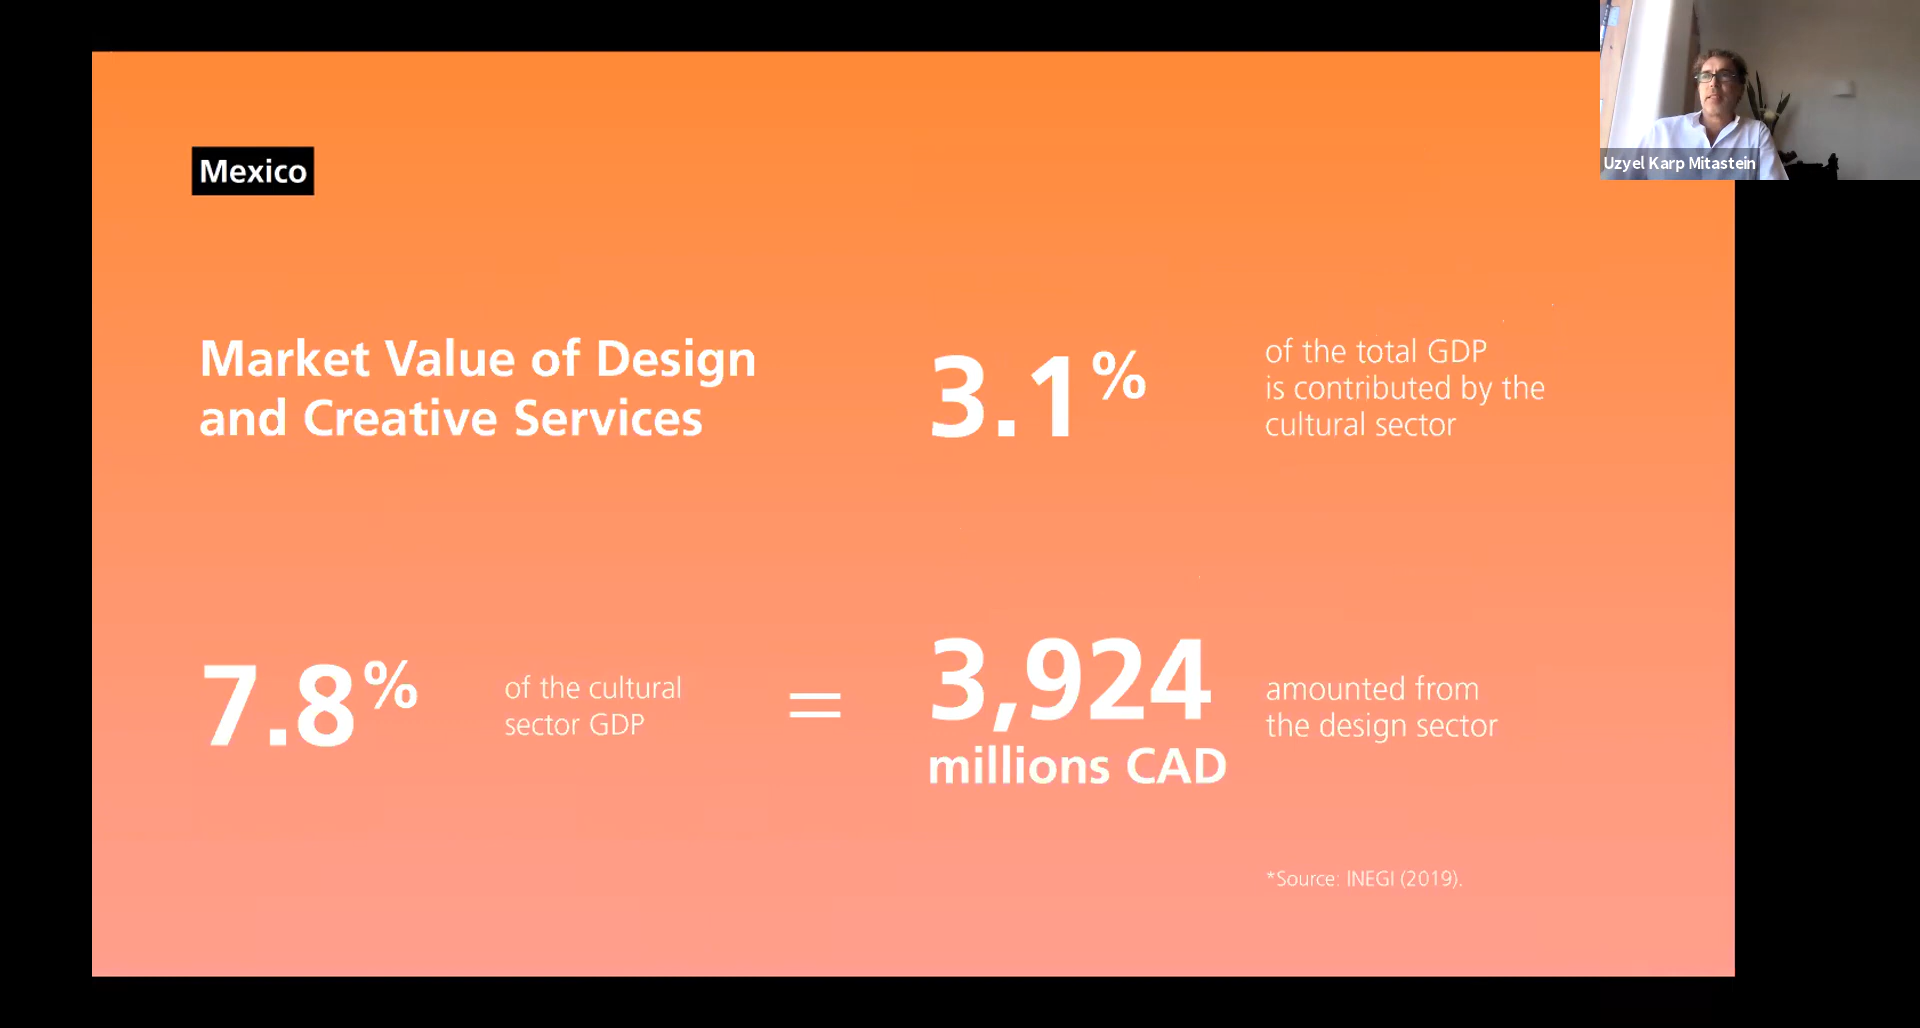 Uzyel Karp Mitastein
Mexico
Market Value of Design
and Creative Services
3.1%
of the total GDP
is contributed by the
cultural sector
7.8%
of the cultural
sector GDP
=
3,924
millions CAD
amounted from
the design sector
*Source: INEGI (2019).